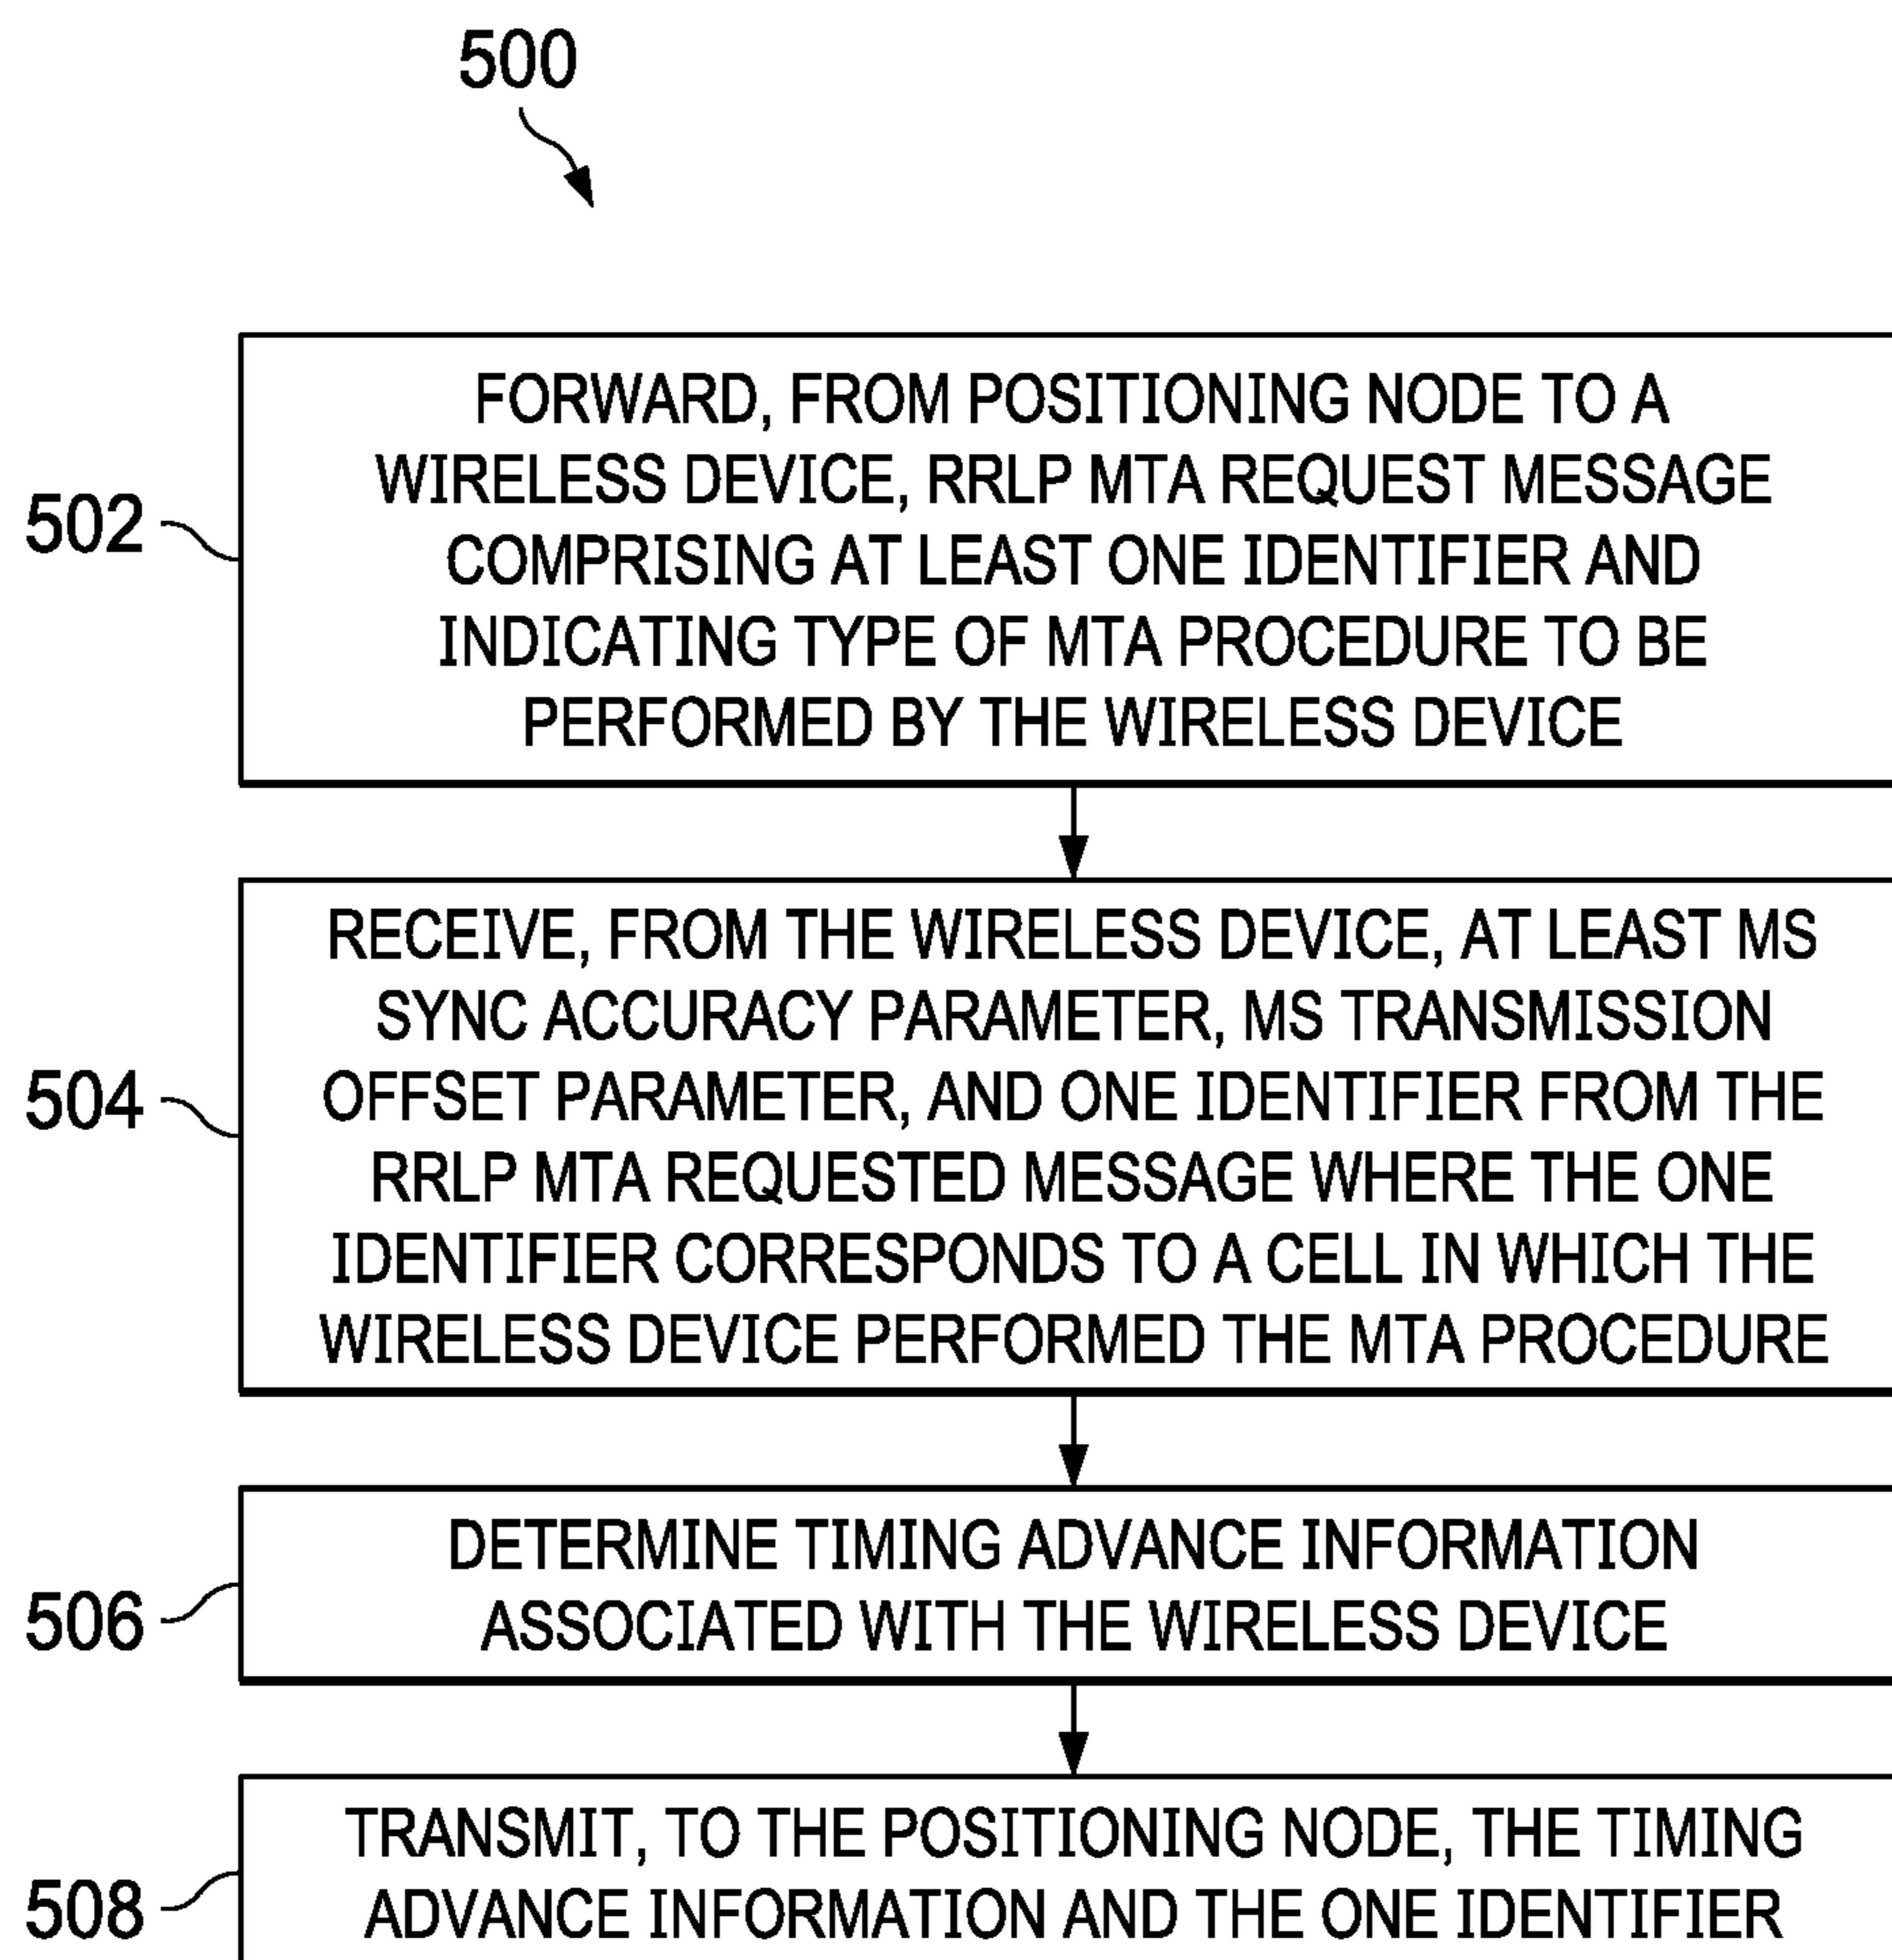 500
502
FORWARD, FROM POSITIONING NODE TO A
WIRELESS DEVICE, RRLP MTA REQUEST MESSAGE
COMPRISING AT LEAST ONE IDENTIFIER AND
INDICATING TYPE OF MTA PROCEDURE TO BE
PERFORMED BY THE WIRELESS DEVICE
504
RECEIVE, FROM THE WIRELESS DEVICE, AT LEAST MS
SYNC ACCURACY PARAMETER, MS TRANSMISSION
OFFSET PARAMETER, AND ONE IDENTIFIER FROM THE
RRLP MTA REQUESTED MESSAGE WHERE THE ONE
IDENTIFIER CORRESPONDS TO A CELL IN WHICH THE
WIRELESS DEVICE PERFORMED THE MTA PROCEDURE
506
DETERMINE TIMING ADVANCE INFORMATION
ASSOCIATED WITH THE WIRELESS DEVICE
508
TRANSMIT, TO THE POSITIONING NODE, THE TIMING
ADVANCE INFORMATION AND THE ONE IDENTIFIER